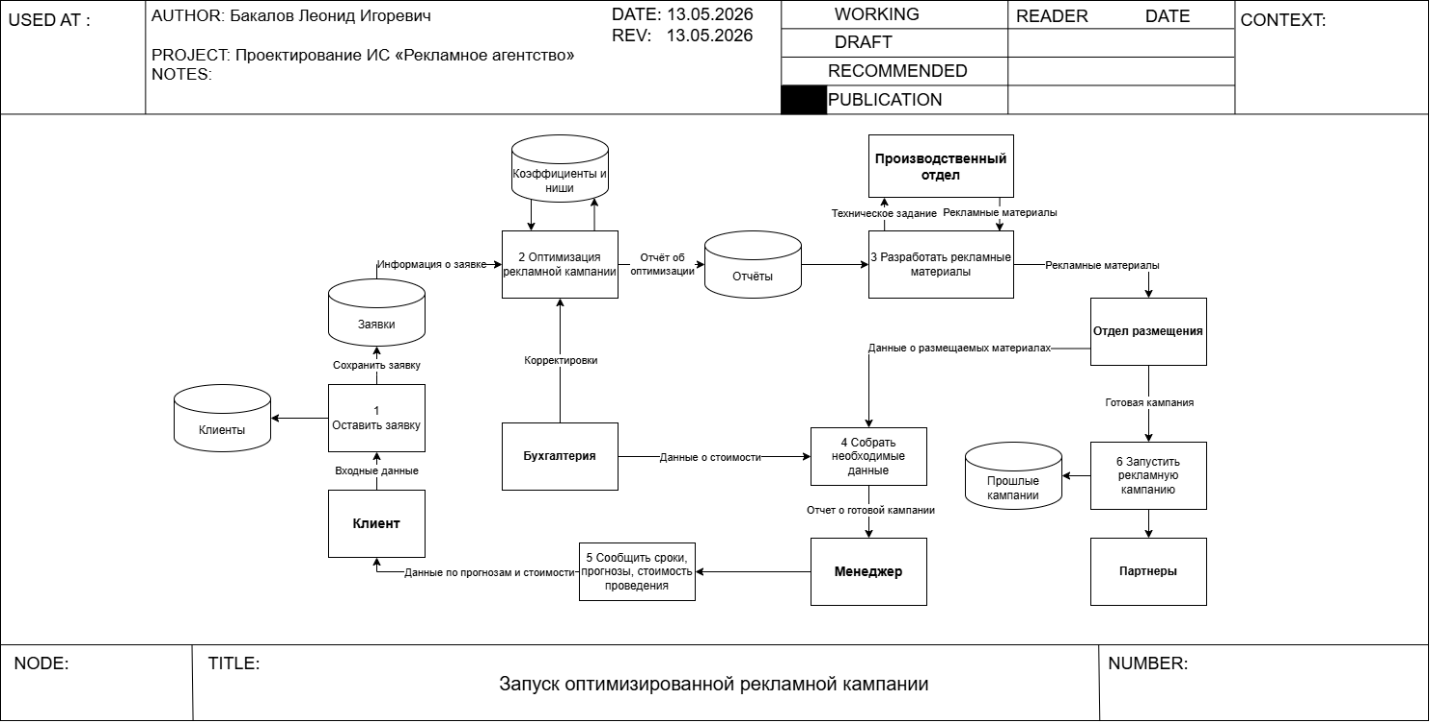 USED AT :
AUTHOR: Бакалов Леонид Игоревич
PROJECT: Проектирование ИС «Рекламное агентство»
NOTES:
DATE: 13.05.2026
REV: 13.05.2026
WORKING
DRAFT
RECOMMENDED
PUBLICATION
READER DATE
CONTEXT:
Коэффициенты и
ниши
Производственный
отдел
Техническое задание
Рекламные материалы
2 Оптимизация
рекламной кампании
Информация о заявке
Отчёт об
оптимизации
Отчёты
3 Разработать рекламные
материалы
Рекламные материалы
Заявки
Отдел размещения
Сохранить заявку
Корректировки
Данные о размещаемых материалах
Клиенты
1
Оставить заявку
Готовая кампания
Входные данные
Бухгалтерия
Данные о стоимости
4 Собрать
необходимые
данные
Прошлые
кампании
6 Запустить
рекламную
кампанию
Клиент
Отчет о готовой кампании
Данные по прогнозам и стоимости
5 Сообщить сроки,
прогнозы, стоимость
проведения
Менеджер
Партнеры
NODE:
TITLE:
Запуск оптимизированной рекламной кампании
NUMBER: